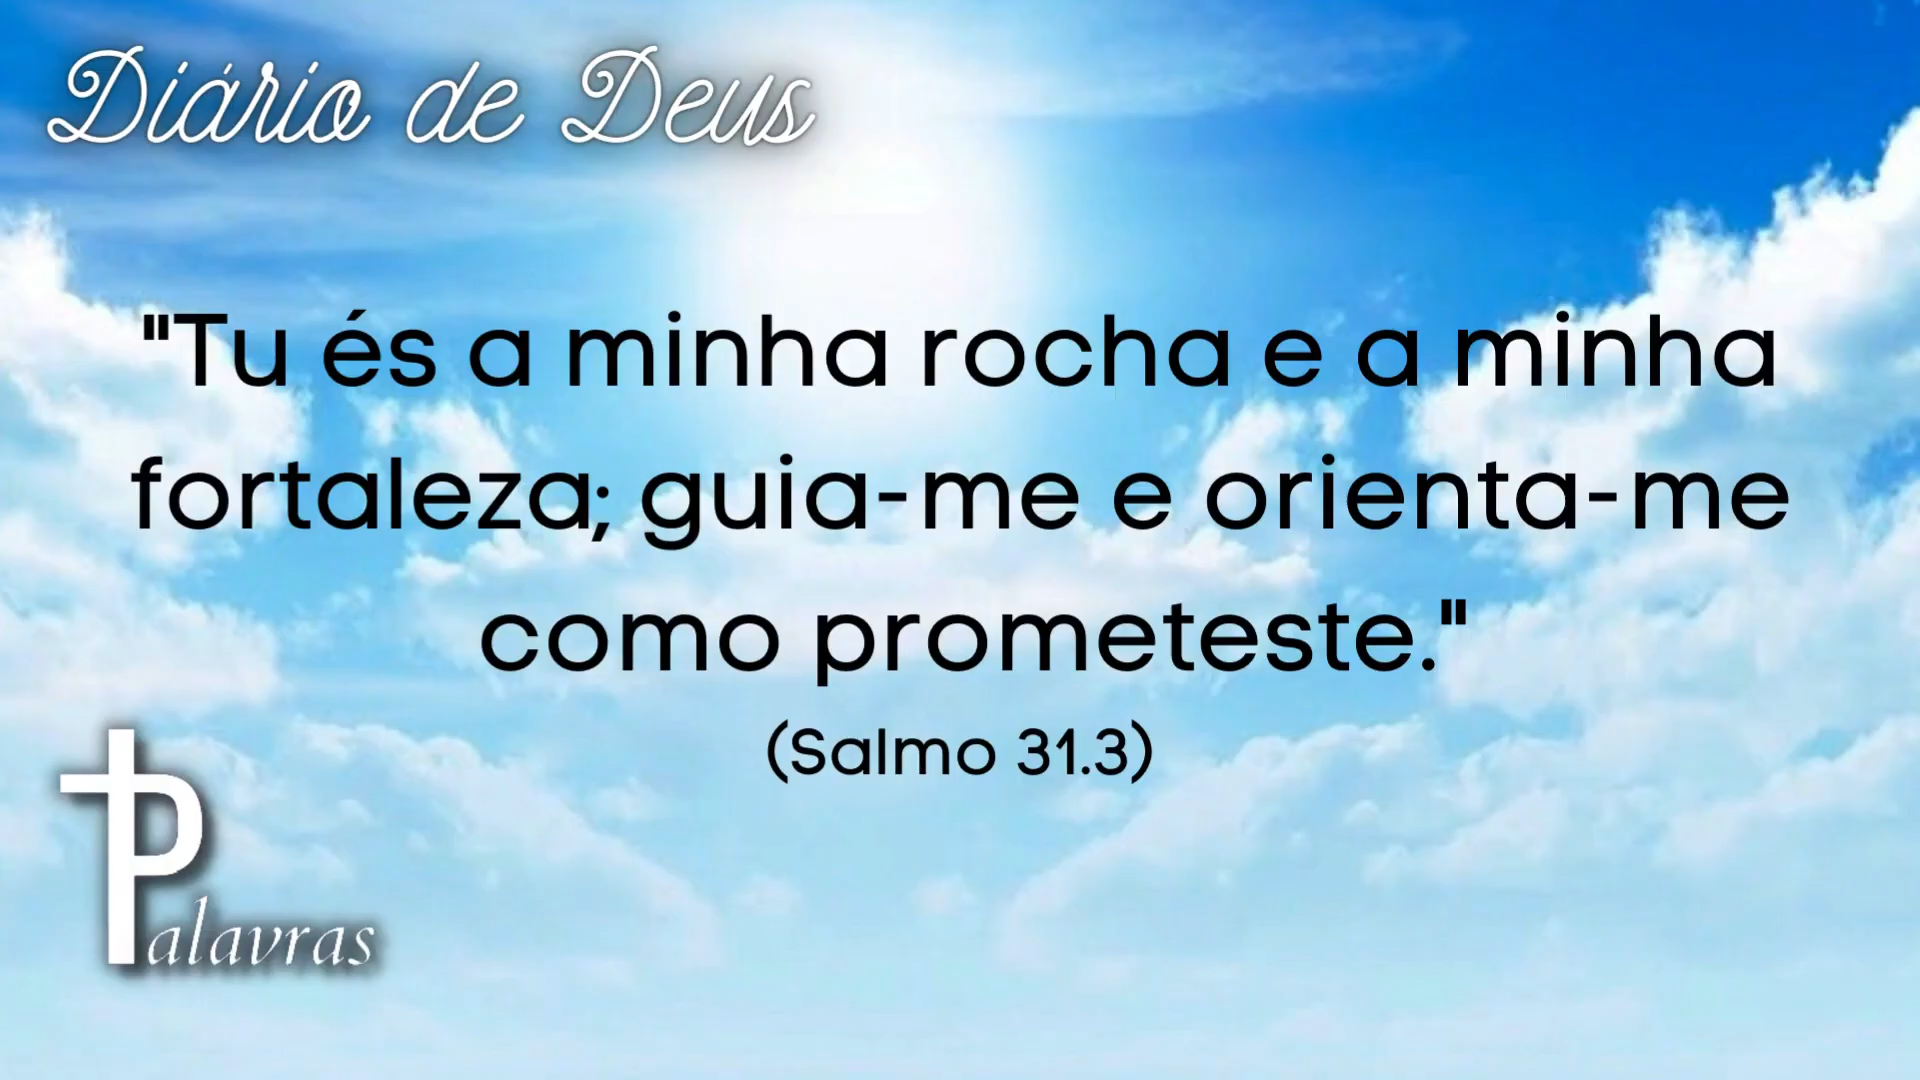 Diário de Deus
"Tu és a minha rocha e a minha
fortaleza; guia-me e orienta-me
como prometeste."
(Salmo 31.3)
Palavras